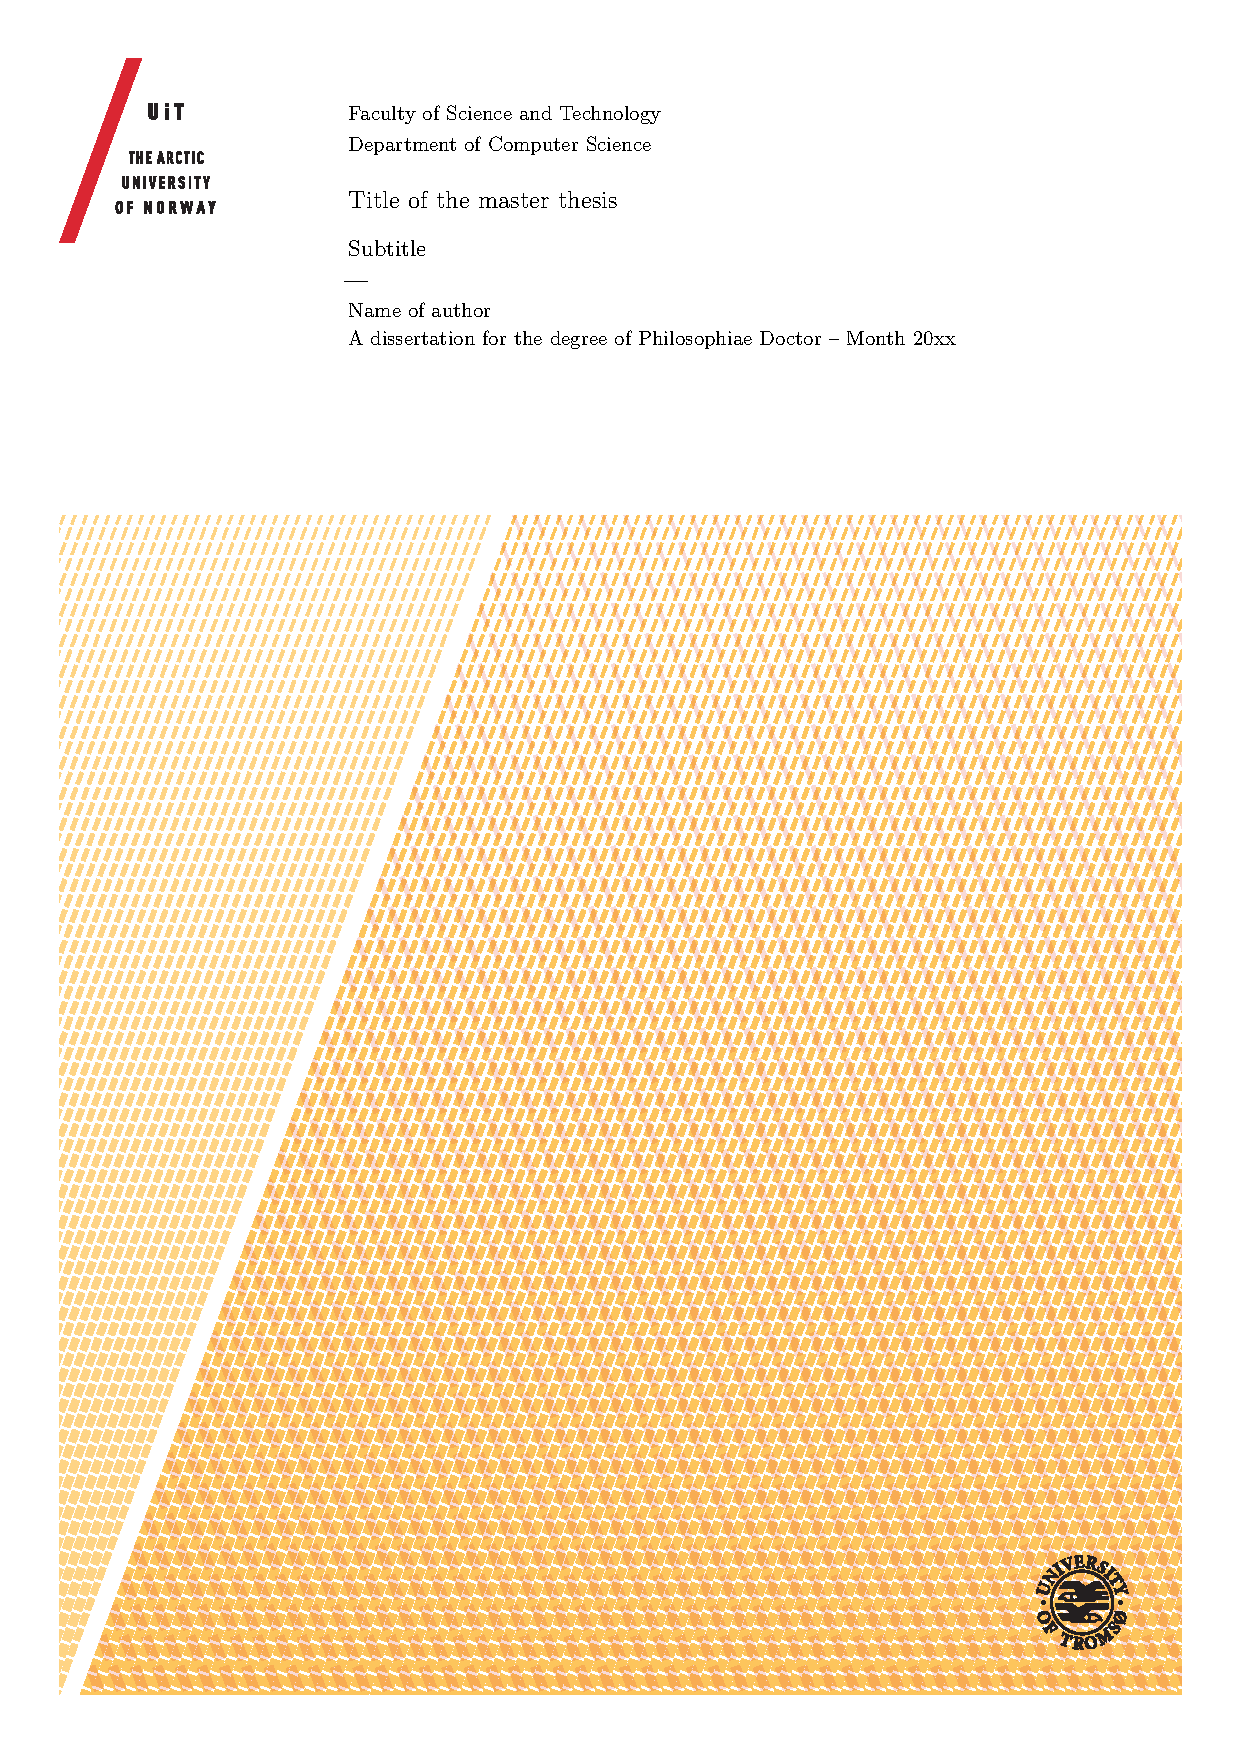 UiT
THE ARCTIC
UNIVERSITY
OF NORWAY
Faculty of Science and Technology
Department of Computer Science
Title of the master thesis
Subtitle
—
Name of author
A dissertation for the degree of Philosophiae Doctor – Month 20xx
UNIVERSITY
· OF TROMSØ ·